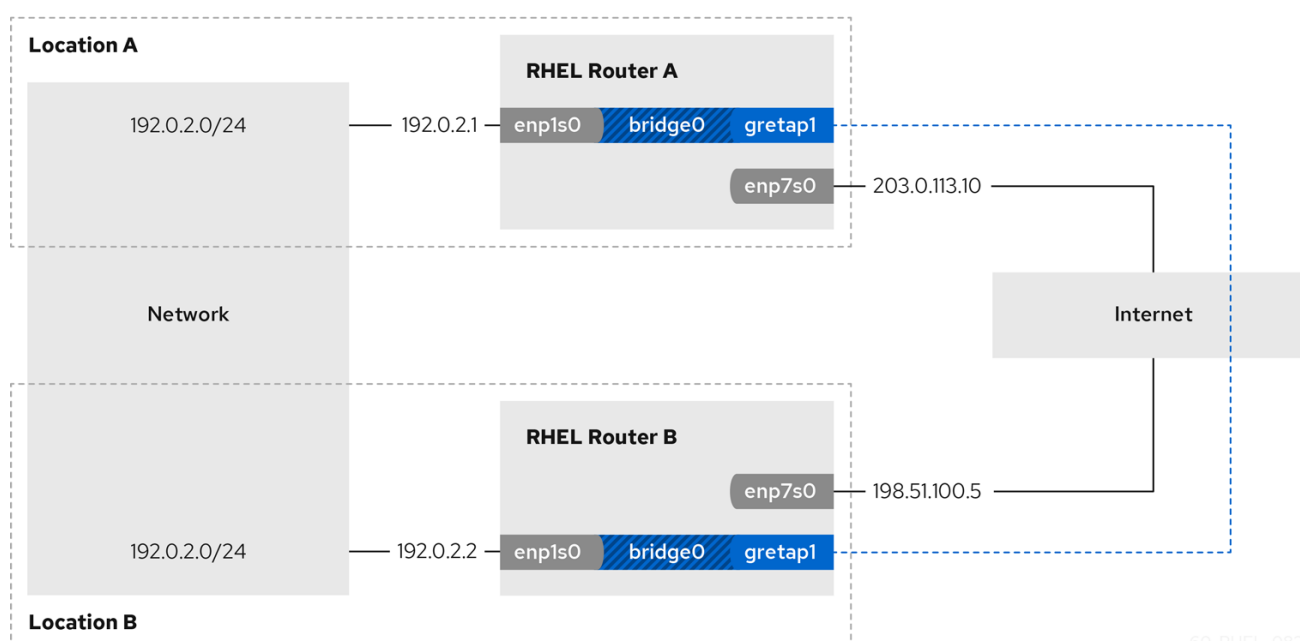 Location A
RHEL Router A
192.0.2.0/24
192.0.2.1
enp1s0
bridge0
gretap1
enp7s0
203.0.113.10
Network
Internet
RHEL Router B
enp7s0
198.51.100.5
192.0.2.0/24
192.0.2.2
enp1s0
bridge0
gretap1
Location B